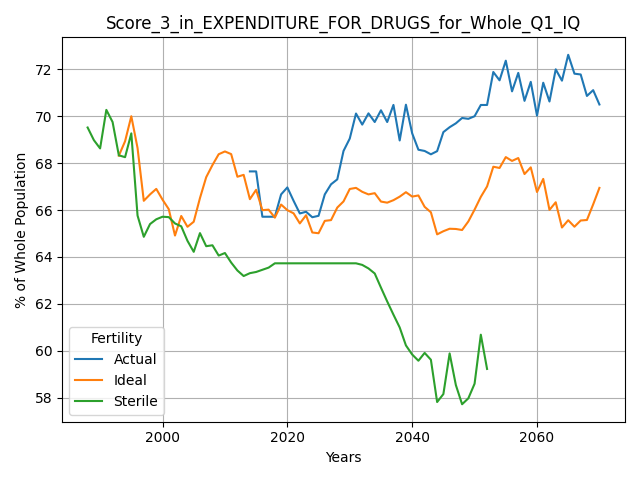 Score_3_in_EXPENDITURE_FOR_DRUGS_for_Whole_Q1_IQ
% of Whole Population
72
70
68
66
64
62
60
58
Fertility
Actual
Ideal
Sterile
2000
2020
2040
2060
Years